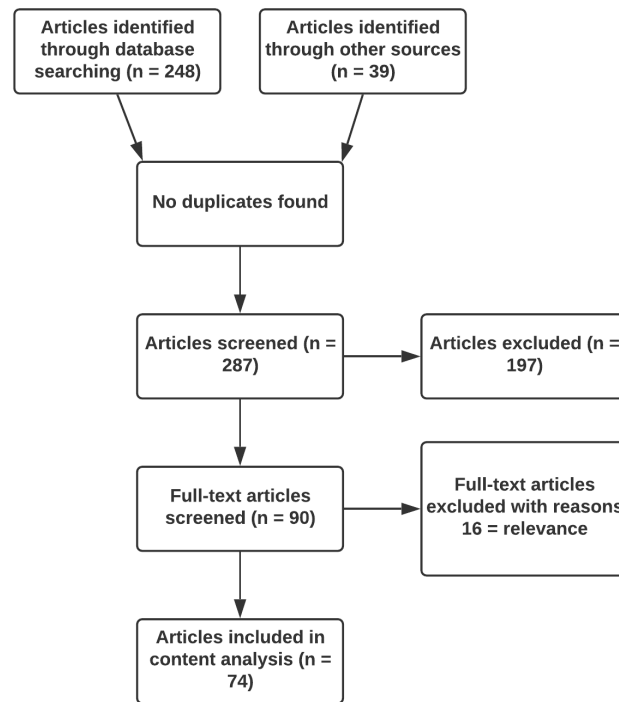 Articles identified
through database
searching (n = 248)
Articles identified
through other sources
(n = 39)
No duplicates found
Articles screened (n =
287)
Articles excluded (n =
197)
Full-text articles
screened (n = 90)
Full-text articles
excluded with reasons
16 = relevance
Articles included in
content analysis (n =
74)